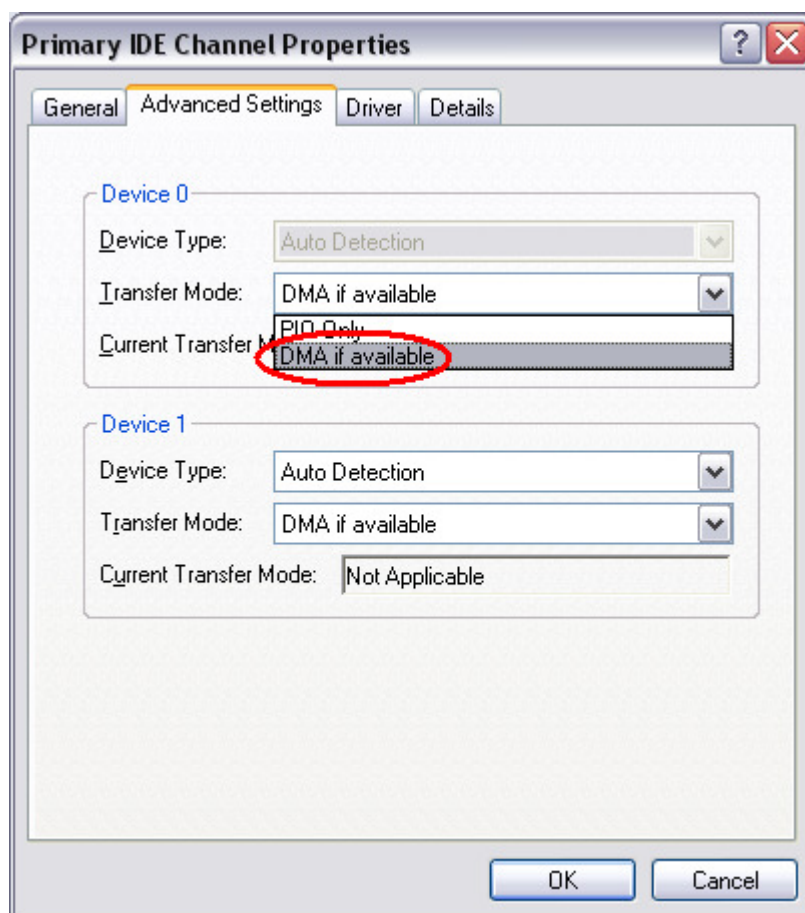 Primary IDE Channel Properties
General Advanced Settings Driver Details
Device 0
Device Type: Auto Detection
Transfer Mode: DMA if available
PIO Only
Current Transfer M DMA if available
Device 1
Device Type: Auto Detection
Transfer Mode: DMA if available
Current Transfer Mode: Not Applicable
OK Cancel